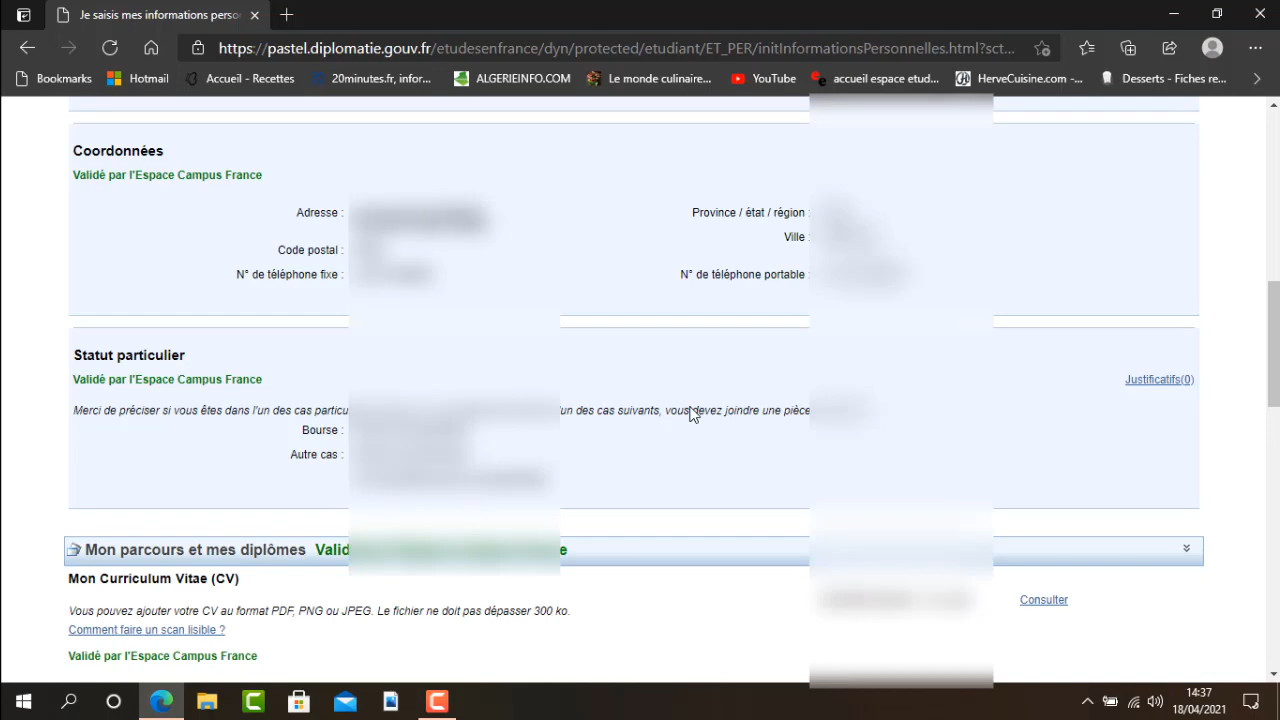 Je saisis mes informations perso
https://pastel.diplomatie.gouv.fr/etudesenfrance/dyn/protected/etudiant/ET_PER/initInformationsPersonnelles.html?sct...
Bookmarks Hotmail Accueil - Recettes 20minutes.fr, infor... ALGERIEINFO.COM Le monde culinaire... YouTube accueil espace etud... HerveCuisine.com -... Desserts - Fiches re...
Coordonnées
Validé par l'Espace Campus France
Adresse : Province / état / région :
Ville :
Code postal :
N° de téléphone fixe : N° de téléphone portable :
Statut particulier
Validé par l'Espace Campus France Justificatifs(0)
Merci de préciser si vous êtes dans l'un des cas particu un des cas suivants, vous devez joindre une pièce
Bourse :
Autre cas :
Mon parcours et mes diplômes Valid
Mon Curriculum Vitae (CV)
Vous pouvez ajouter votre CV au format PDF, PNG ou JPEG. Le fichier ne doit pas dépasser 300 ko. Consulter
Comment faire un scan lisible ?
Validé par l'Espace Campus France
14:37
18/04/2021